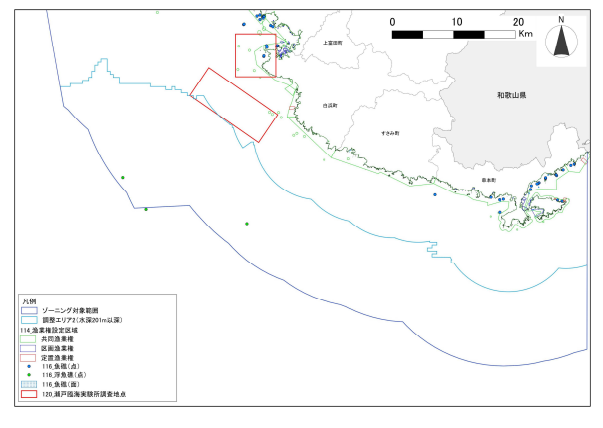 0 10 20
Km
N
上富田町
和歌山県
白浜町
すさみ町
串本町
凡例
ゾーニング対象範囲
調整エリア2(水深201m以深)
114_漁業権設定区域
共同漁業権
区画漁業権
定置漁業権
116_魚礁(点)
116_浮魚礁(点)
116_魚礁(面)
120_瀬戸臨海実験所調査地点